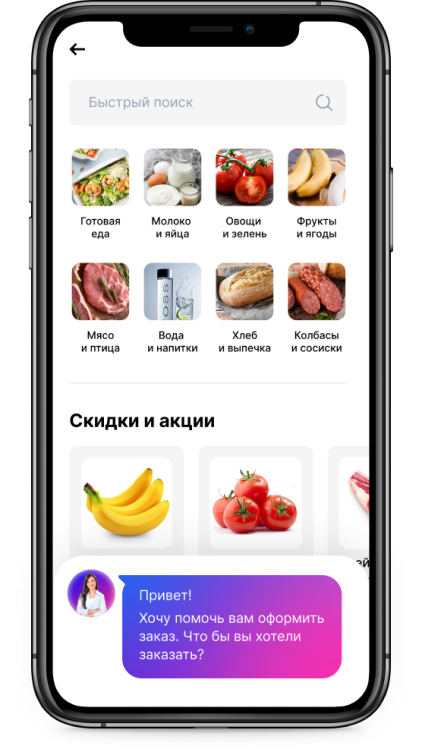 Быстрый поиск
Готовая
еда
Молоко
и яйца
Овощи
и зелень
Фрукты
и ягоды
Мясо
и птица
Вода
и напитки
Хлеб
и выпечка
Колбасы
и сосиски
Скидки и акции
Привет!
Хочу помочь вам оформить
заказ. Что бы вы хотели
заказать?